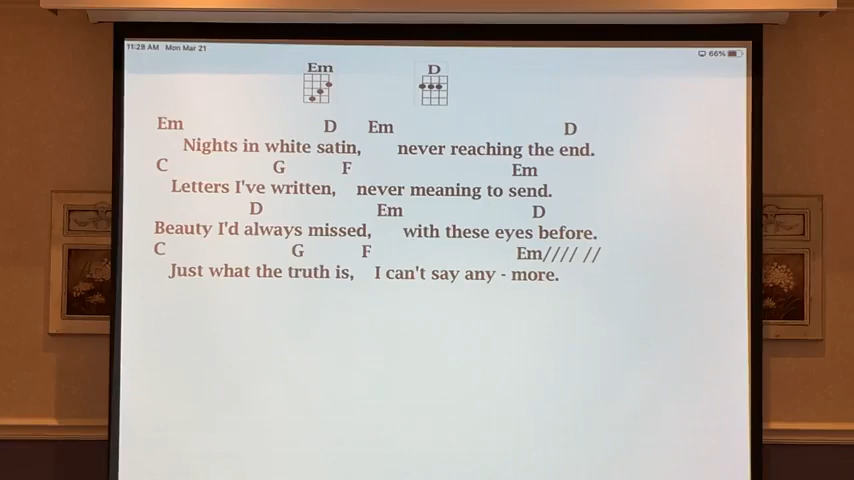 11:28 AM Mon Mar 21 66%
Em D
Em D Em D
Nights in white satin, never reaching the end.
C G F Em
Letters I've written, never meaning to send.
D Em D
Beauty I'd always missed, with these eyes before.
C G F Em//// //
Just what the truth is, I can't say any - more.